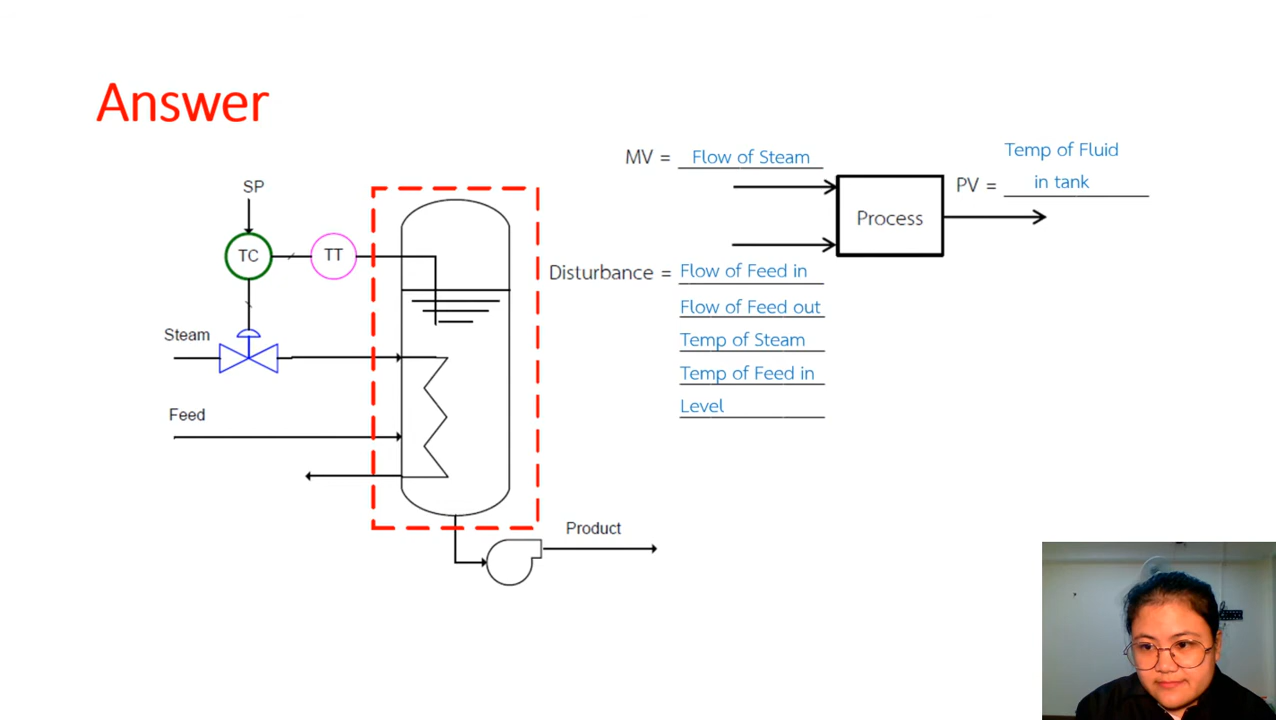 Answer
SP
TC
TT
Steam
Feed
Product
MV = Flow of Steam
Process
Temp of Fluid
PV = in tank
Disturbance = Flow of Feed in
Flow of Feed out
Temp of Steam
Temp of Feed in
Level